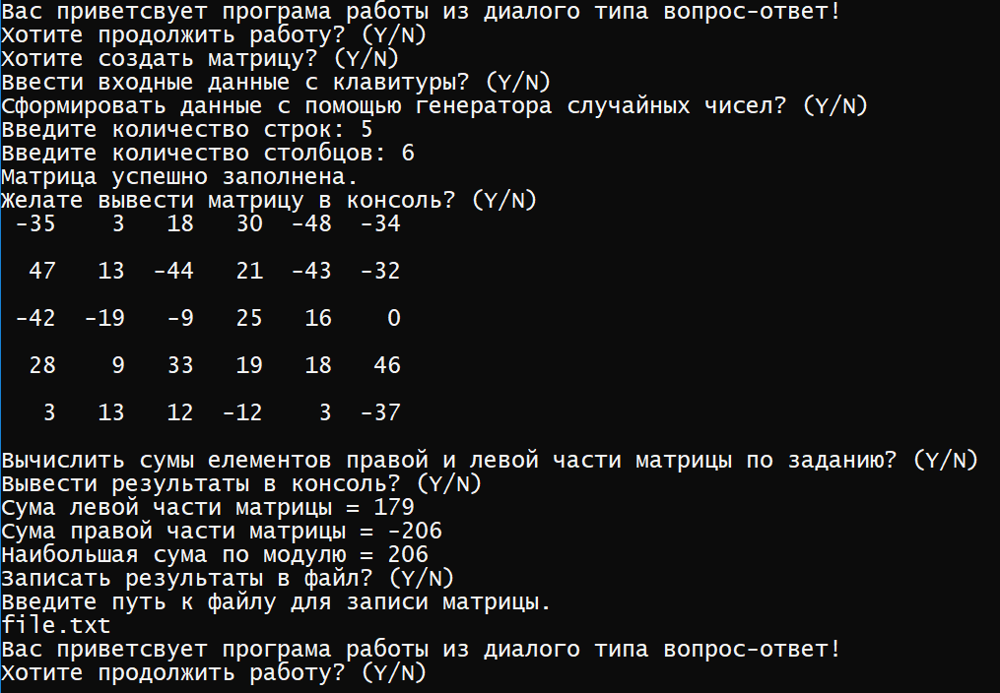 Вас приветсвует програма работы из диалого типа вопрос-ответ!
Хотите продолжить работу? (Y/N)
Хотите создать матрицу? (Y/N)
Ввести входные данные с клавитуры? (Y/N)
Сформировать данные с помощью генератора случайных чисел? (Y/N)
Введите количество строк: 5
Введите количество столбцов: 6
Матрица успешно заполнена.
Желате вывести матрицу в консоль? (Y/N)
-35 3 18 30 -48 -34
47 13 -44 21 -43 -32
-42 -19 -9 25 16 0
28 9 33 19 18 46
3 13 12 -12 3 -37
Вычислить сумы елементов правой и левой части матрицы по заданию? (Y/N)
Вывести результаты в консоль? (Y/N)
Сума левой части матрицы = 179
Сума правой части матрицы = -206
Наибольшая сума по модулю = 206
Записать результаты в файл? (Y/N)
Введите путь к файлу для записи матрицы.
file.txt
Вас приветсвует програма работы из диалого типа вопрос-ответ!
Хотите продолжить работу? (Y/N)